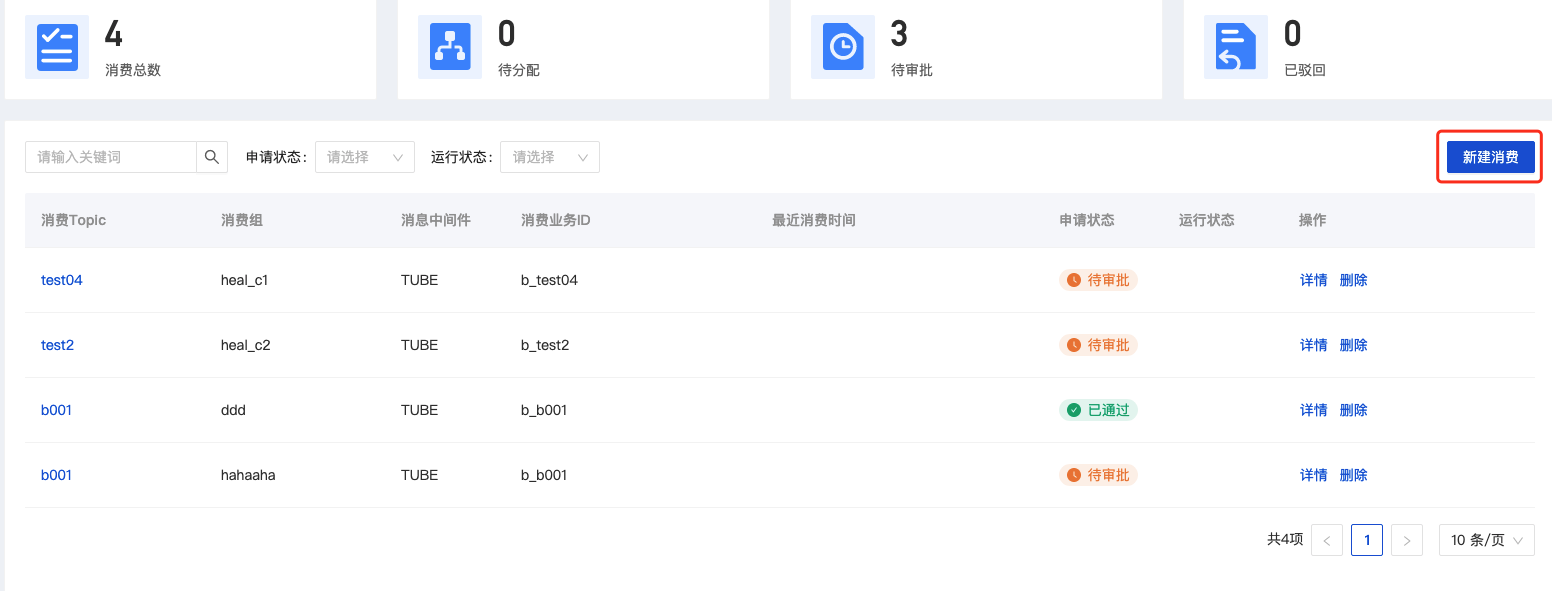 4
消费总数
0
待分配
3
待审批
0
已驳回
请输入关键词 申请状态： 请选择 运行状态： 请选择 新建消费
消费Topic 消费组 消息中间件 消费业务ID 最近消费时间 申请状态 运行状态 操作
test04 heal_c1 TUBE b_test04 待审批 详情 删除
test2 heal_c2 TUBE b_test2 待审批 详情 删除
b001 ddd TUBE b_b001 已通过 详情 删除
b001 hahaaha TUBE b_b001 待审批 详情 删除
共4项 < 1 > 10 条/页